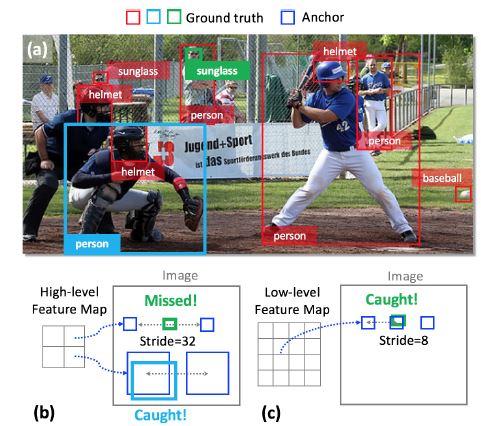 Ground truth
Anchor
(a)
helmet
sunglass
sunglass
helmet
person
person
42
Jugend+Sport
ist das Sportförderungswerk des Bundes
helmet
baseball
person
person
Image
Image
High-level
Feature Map
Missed!
Stride=32
Caught!
(b)
Low-level
Feature Map
Caught!
Stride=8
(c)